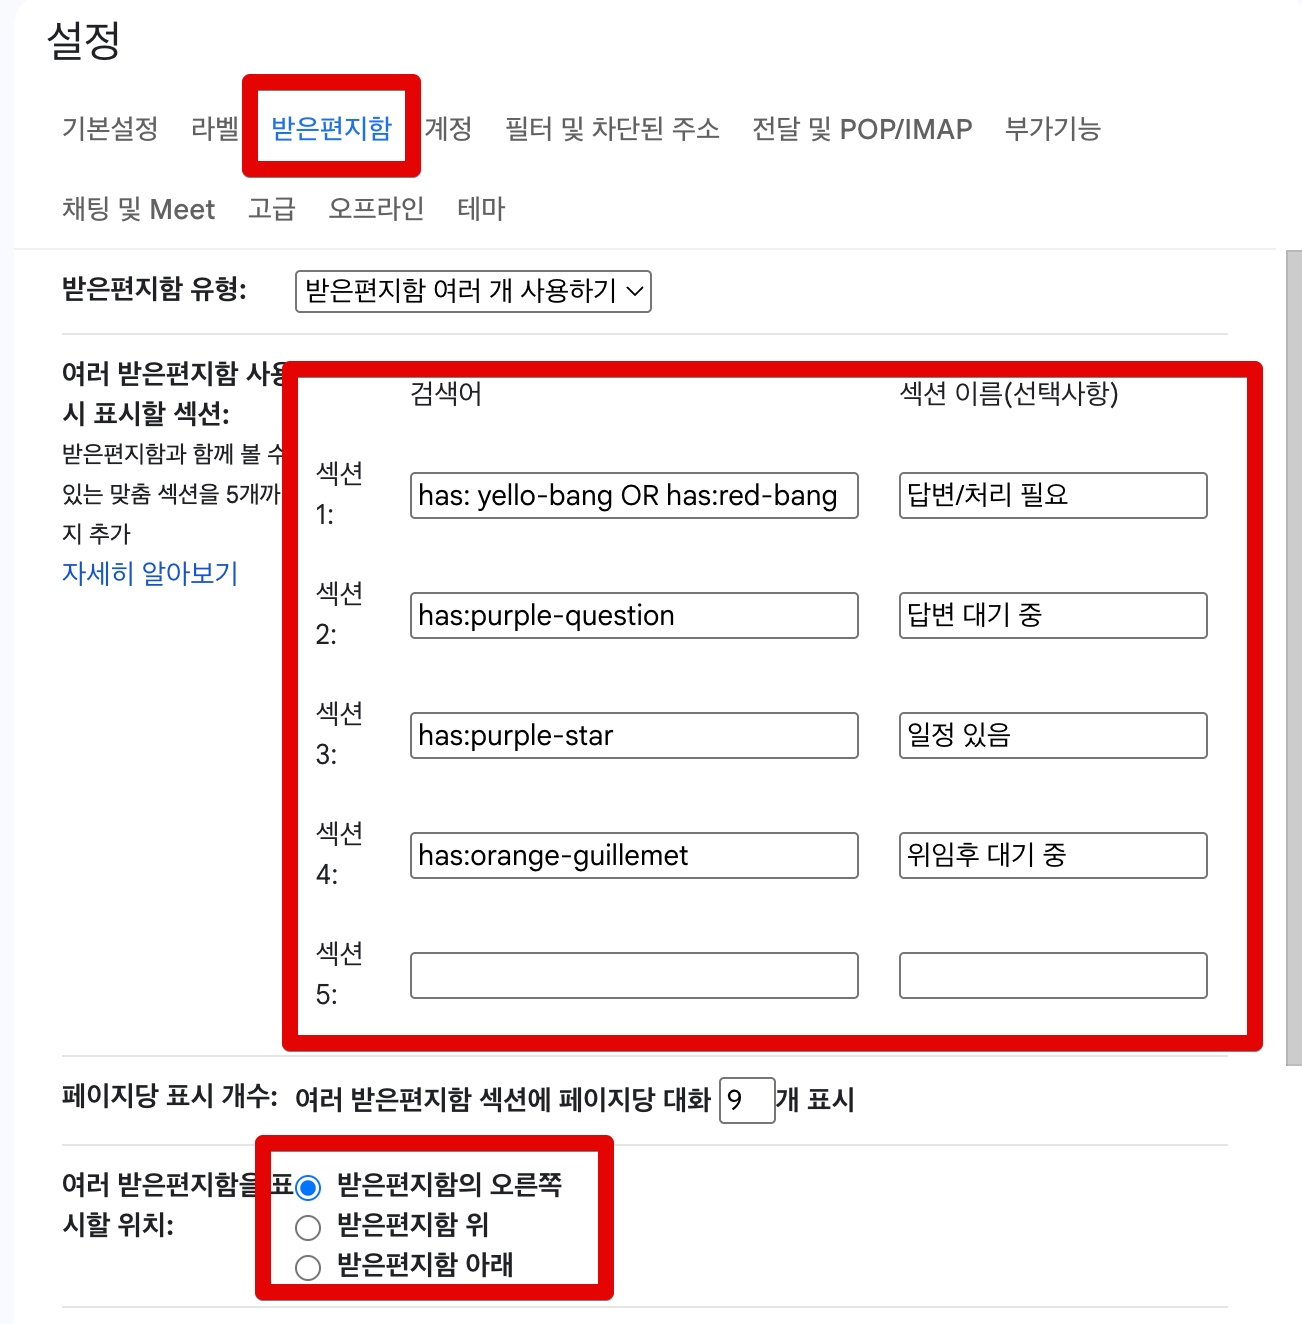 설정
기본설정 라벨 받은편지함 계정 필터 및 차단된 주소 전달 및 POP/IMAP 부가기능
채팅 및 Meet 고급 오프라인 테마
받은편지함 유형: 받은편지함 여러 개 사용하기
여러 받은편지함 사용
시 표시할 섹션:
받은편지함과 함께 볼 수
있는 맞춤 섹션을 5개까
지 추가
자세히 알아보기
검색어 섹션 이름(선택사항)
섹션
1: has: yello-bang OR has:red-bang 답변/처리 필요
섹션
2: has:purple-question 답변 대기 중
섹션
3: has:purple-star 일정 있음
섹션
4: has:orange-guillemet 위임후 대기 중
섹션
5:
페이지당 표시 개수: 여러 받은편지함 섹션에 페이지당 대화 9 개 표시
여러 받은편지함을 표
시할 위치:
받은편지함의 오른쪽
받은편지함 위
받은편지함 아래